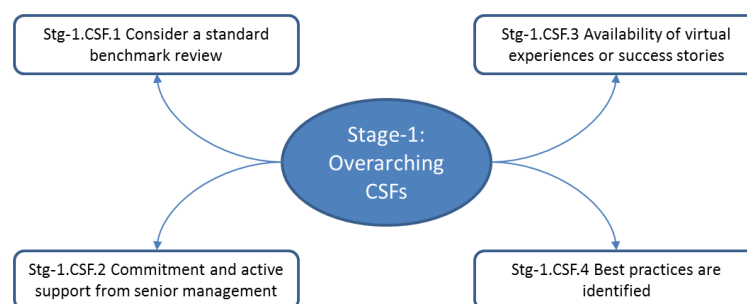 Stg-1.CSF.1 Consider a standard
benchmark review
Stg-1.CSF.3 Availability of virtual
experiences or success stories
Stage-1:
Overarching
CSFs
Stg-1.CSF.2 Commitment and active
support from senior management
Stg-1.CSF.4 Best practices are
identified